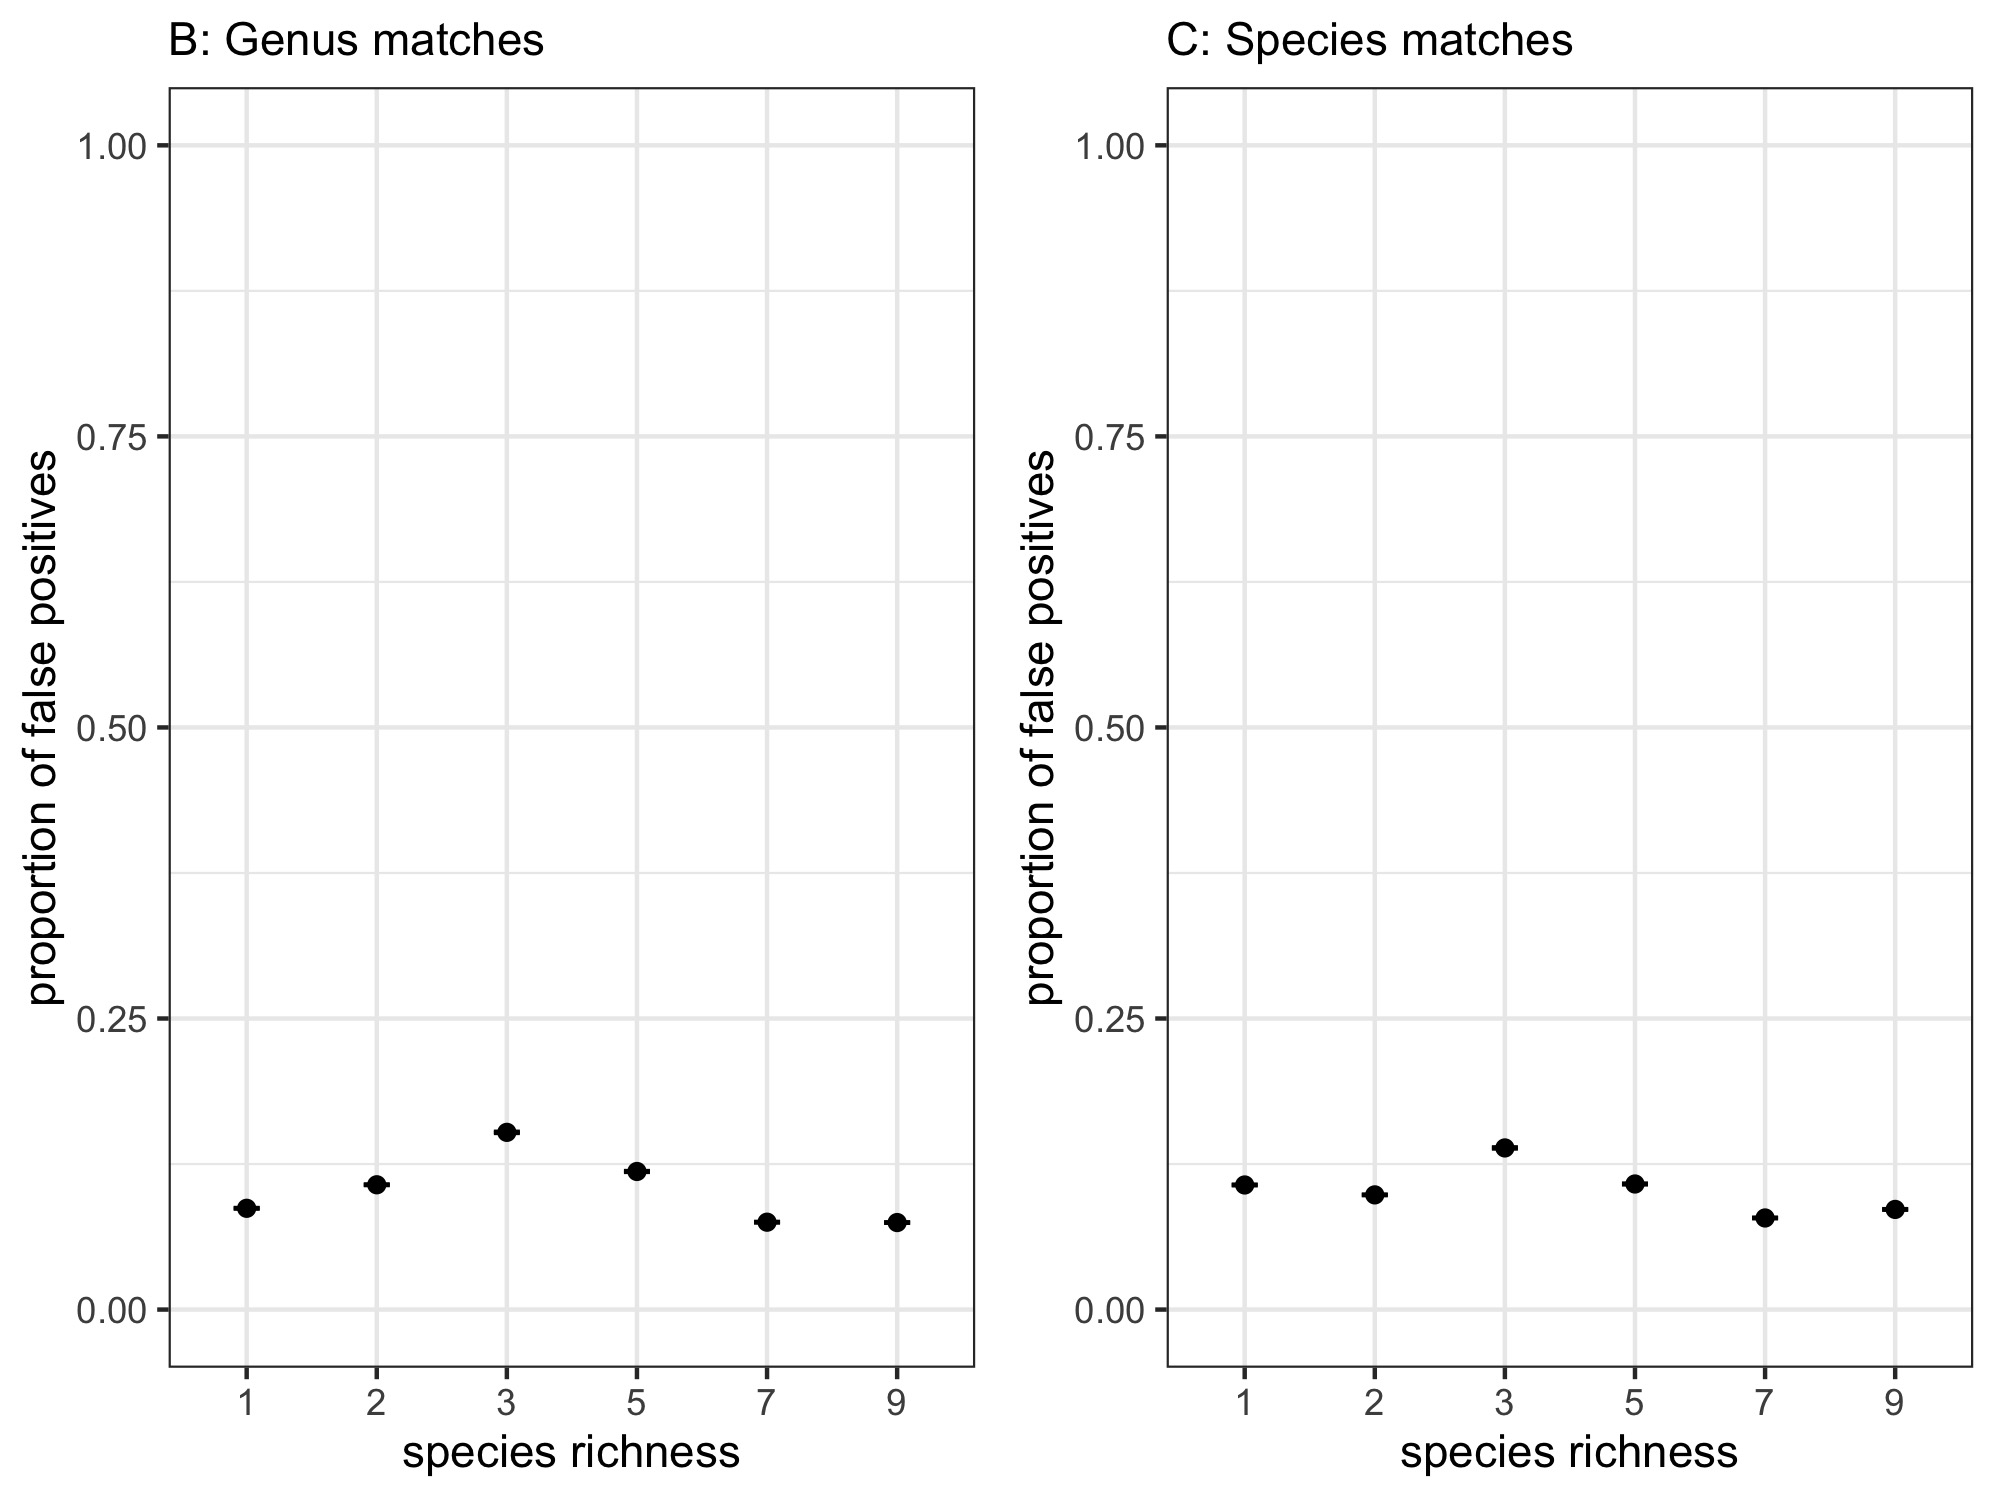 B: Genus matches
proportion of false positives
1.00
0.75
0.50
0.25
0.00
1 2 3 5 7 9
species richness
C: Species matches
proportion of false positives
1.00
0.75
0.50
0.25
0.00
1 2 3 5 7 9
species richness